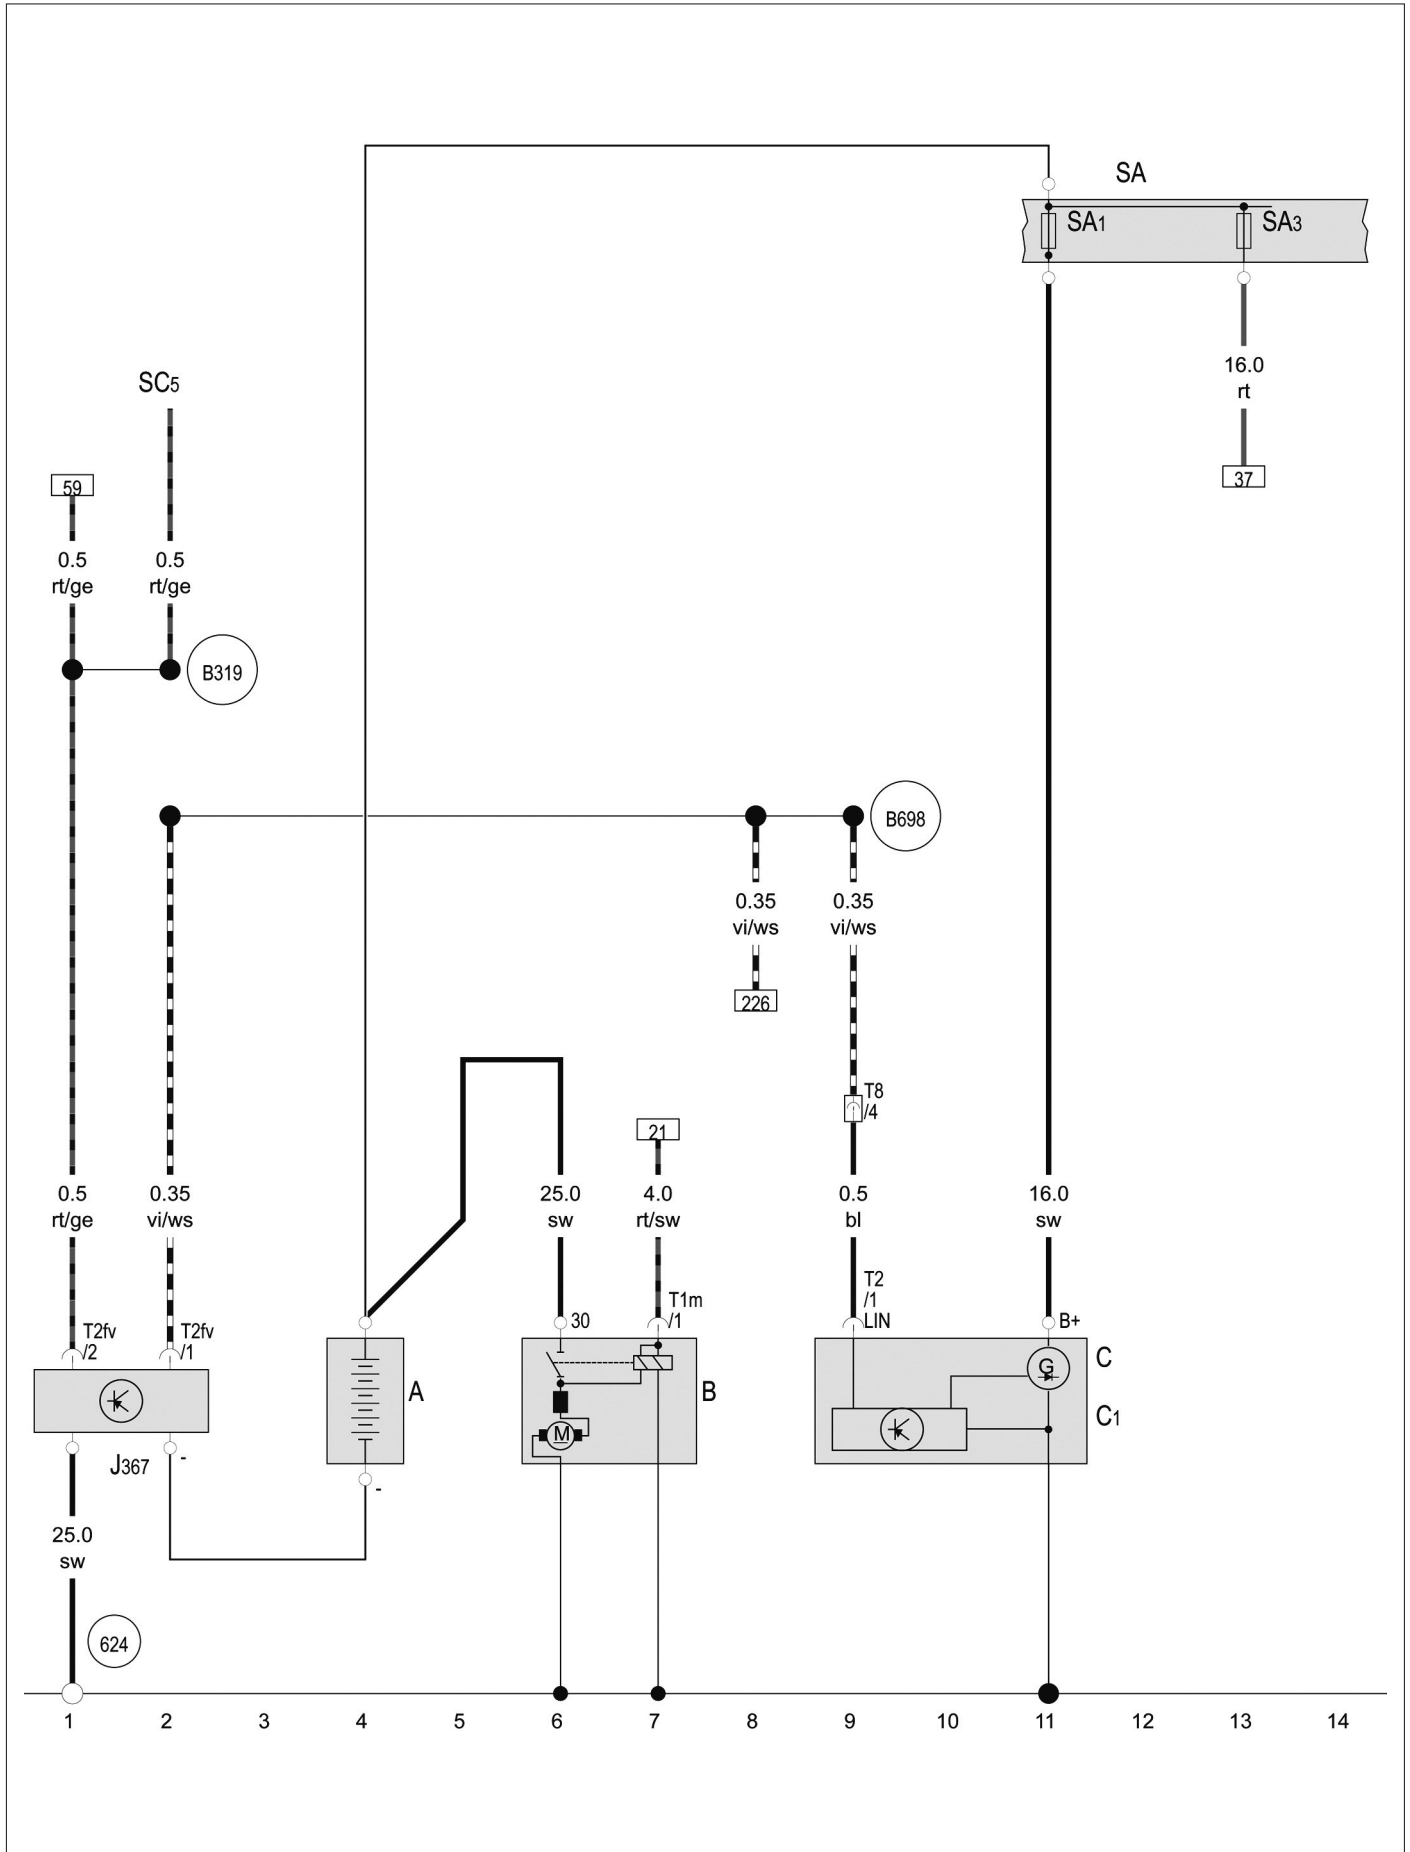 SA
SA1
SA3
16.0
rt
37
SC5
59
0.5
rt/ge
0.5
rt/ge
B319
B698
0.35
vi/ws
0.35
vi/ws
226
T8
/4
21
0.5
rt/ge
0.35
vi/ws
25.0
sw
4.0
rt/sw
0.5
bl
16.0
sw
T2fv
/2
T2fv
/1
30
T1m
/1
T2
/1
LIN
B+
A
B
M
G
C
C1
J367
-
-
25.0
sw
624
1 2 3 4 5 6 7 8 9 10 11 12 13 14